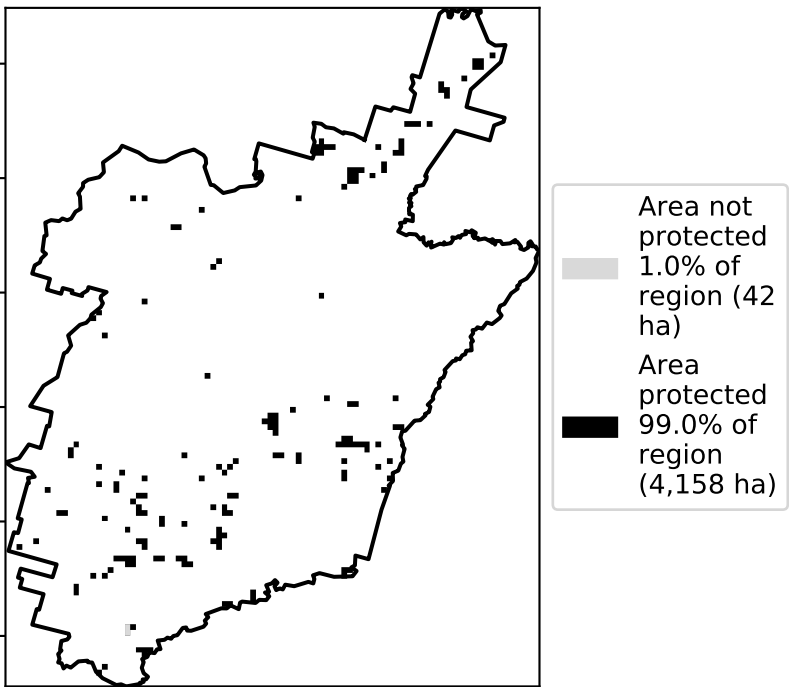 Area not
protected
1.0% of
region (42
ha)
Area
protected
99.0% of
region
(4,158 ha)